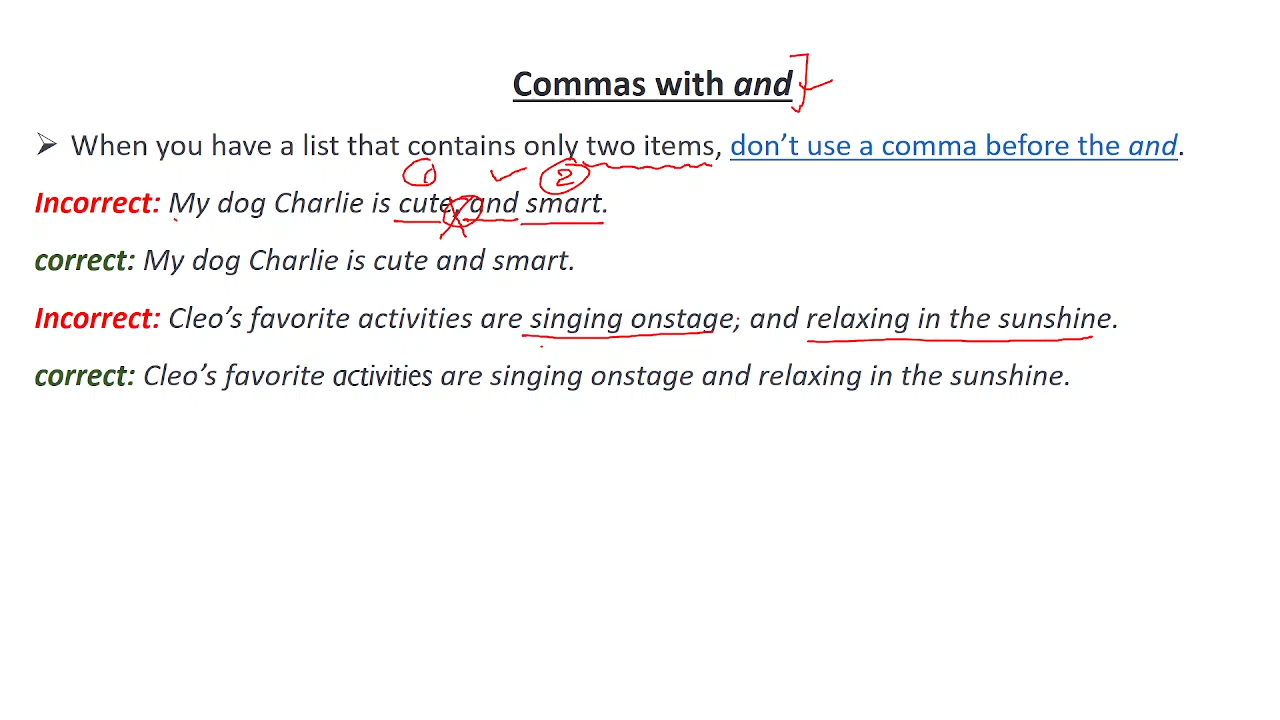 Commas with and
➢ When you have a list that contains only two items, don’t use a comma before the and.
1 2
Incorrect: My dog Charlie is cute, and smart.
correct: My dog Charlie is cute and smart.
Incorrect: Cleo’s favorite activities are singing onstage, and relaxing in the sunshine.
correct: Cleo’s favorite activities are singing onstage and relaxing in the sunshine.